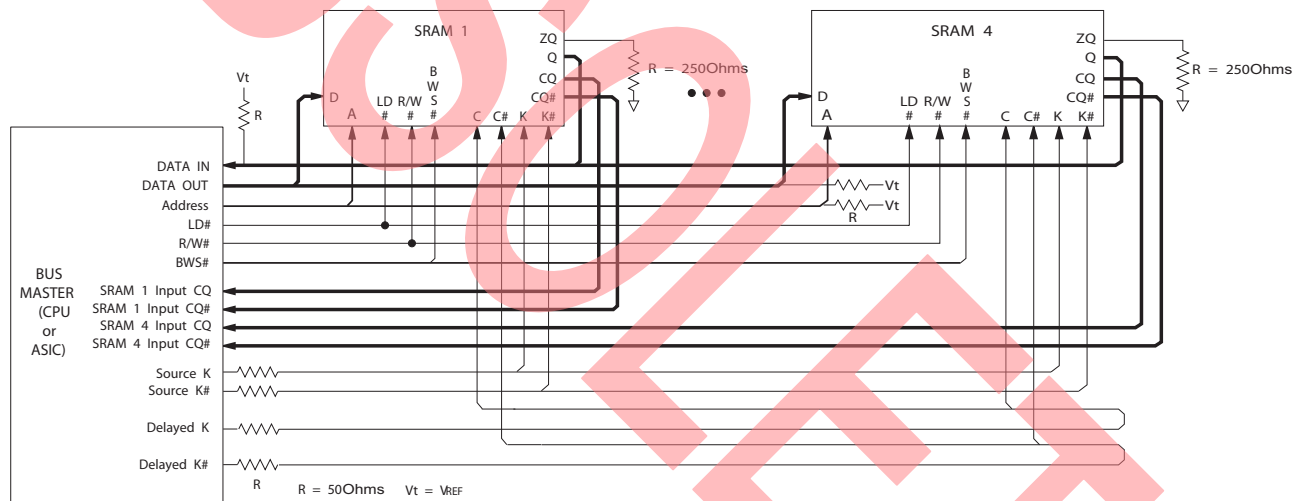 SRAM 1
ZQ
Q
CQ
CQ#
D
A
LD
#
R/W
#
B
W
S
#
C
C#
K
K#
R = 250Ohms
SRAM 4
ZQ
Q
CQ
CQ#
D
A
LD
#
R/W
#
B
W
S
#
C
C#
K
K#
R = 250Ohms
Vt
R
DATA IN
DATA OUT
Address
LD#
R/W#
BWS#
Vt
Vt
R
BUS
MASTER
(CPU
or
ASIC)
SRAM 1 Input CQ
SRAM 1 Input CQ#
SRAM 4 Input CQ
SRAM 4 Input CQ#
Source K
Source K#
Delayed K
Delayed K#
R
R = 50Ohms Vt = VREF